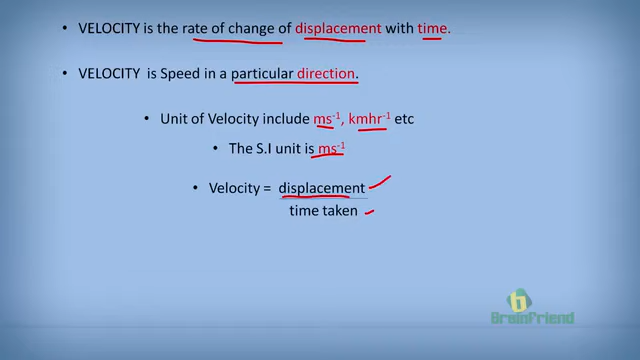 • VELOCITY is the rate of change of displacement with time.
• VELOCITY is Speed in a particular direction.
• Unit of Velocity include ms⁻¹, kmhr⁻¹ etc
• The S.I unit is ms⁻¹
• Velocity = displacement
time taken
b
BrainFriend